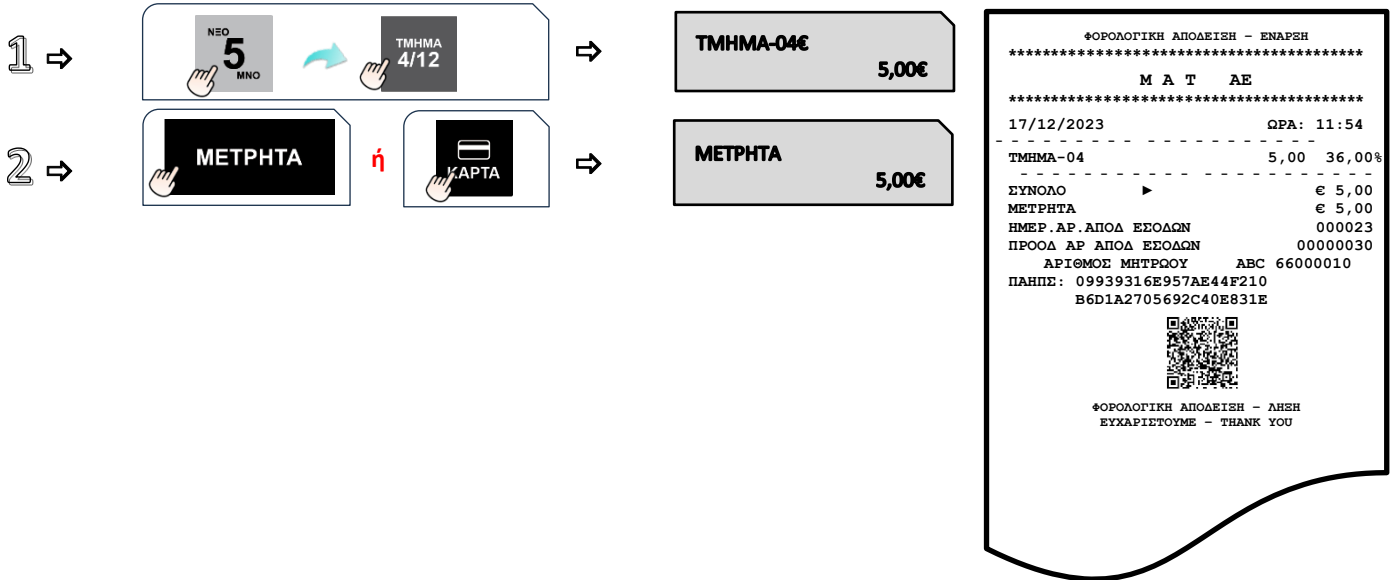 1 ⇨
ΝΞΟ
5
ΜΝΟ
ΤΜΗΜΑ
4/12
⇨
ΤΜΗΜΑ-04€
5,00€
2 ⇨
ΜΕΤΡΗΤΑ
ή
ΚΑΡΤΑ
⇨
ΜΕΤΡΗΤΑ
5,00€
ΦΟΡΟΛΟΓΙΚΗ ΑΠΟΔΕΙΞΗ – ΕΝΑΡΞΗ
******************************************
Μ Α Τ ΑΕ
******************************************
17/12/2023 ΩΡΑ: 11:54
- - - - - - - - - - - - - - - - - - - - -
ΤΜΗΜΑ-04 5,00 36,00%
- - - - - - - - - - - - - - - - - - - - -
ΣΥΝΟΛΟ ► € 5,00
ΜΕΤΡΗΤΑ € 5,00
ΗΜΕΡ.ΑΡ.ΑΠΟΔ ΕΣΟΔΩΝ 000023
ΠΡΟΟΔ ΑΡ ΑΠΟΔ ΕΣΟΔΩΝ 00000030
ΑΡΙΘΜΟΣ ΜΗΤΡΩΟΥ ABC 66000010
ΠΑΗΠΣ: 09939316E957AE44F210
B6D1A2705692C40E831E
ΦΟΡΟΛΟΓΙΚΗ ΑΠΟΔΕΙΞΗ – ΛΗΞΗ
ΕΥΧΑΡΙΣΤΟΥΜΕ – THANK YOU